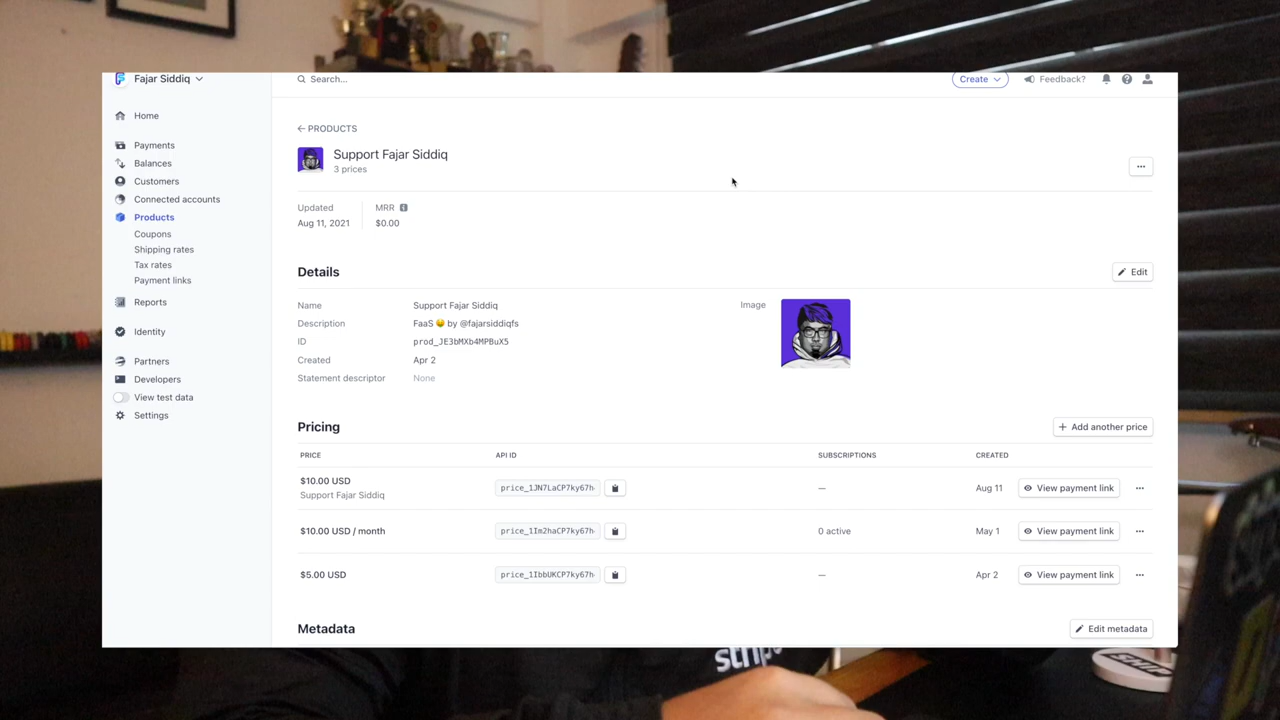 Fajar Siddiq
Search...
Create
Feedback?
Home
Payments
Balances
Customers
Connected accounts
Products
Coupons
Shipping rates
Tax rates
Payment links
Reports
Identity
Partners
Developers
View test data
Settings
← PRODUCTS
Support Fajar Siddiq
3 prices
Updated
Aug 11, 2021
MRR
$0.00
Details
Edit
Name
Support Fajar Siddiq
Description
FaaS 😄 by @fajarsiddiqfs
ID
prod_JE3bMXb4MPBuX5
Created
Apr 2
Statement descriptor
None
Image
Pricing
+ Add another price
PRICE API ID SUBSCRIPTIONS CREATED
$10.00 USD
Support Fajar Siddiq
price_1JN7LaCP7ky67h
— Aug 11 View payment link
$10.00 USD / month price_1Im2haCP7ky67h 0 active May 1 View payment link
$5.00 USD price_1IbbUKCP7ky67h — Apr 2 View payment link
Metadata
Edit metadata
SHIP